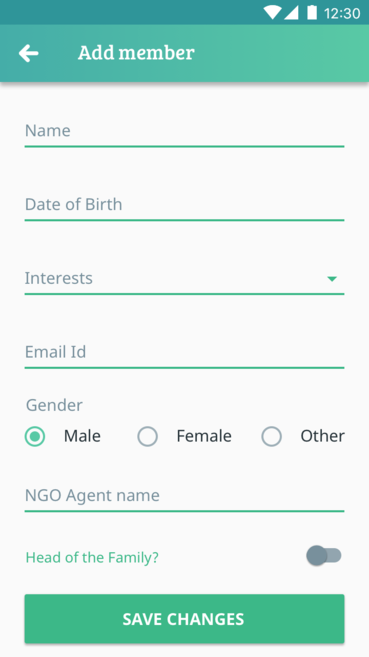 12:30
Add member
Name
Date of Birth
Interests
Email Id
Gender
Male Female Other
NGO Agent name
Head of the Family?
SAVE CHANGES